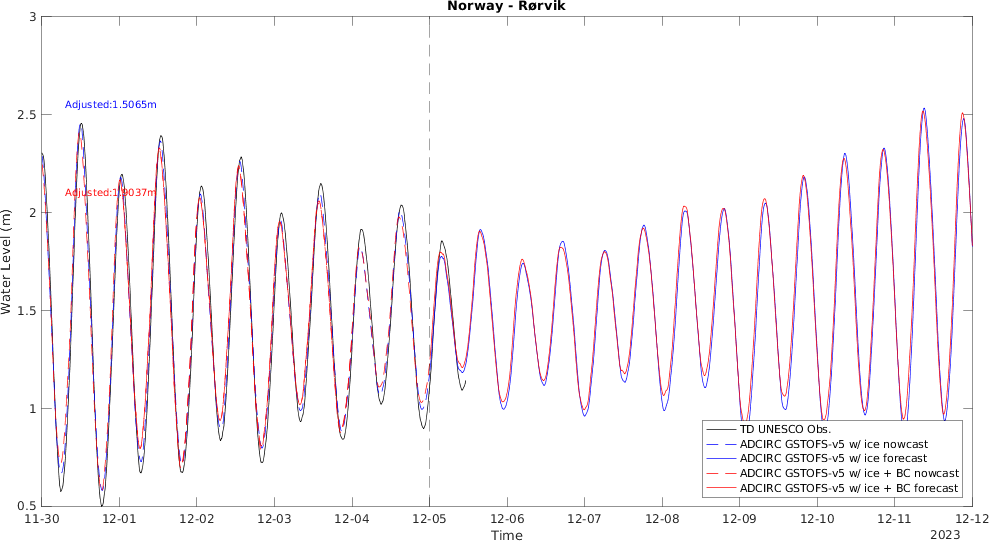 Norway - Rørvik
3
2.5
2
1.5
1
0.5
Water Level (m)
Adjusted:1.5065m
Adjusted:1.9037m
TD UNESCO Obs.
ADCIRC GSTOFS-v5 w/ ice nowcast
ADCIRC GSTOFS-v5 w/ ice forecast
ADCIRC GSTOFS-v5 w/ ice + BC nowcast
ADCIRC GSTOFS-v5 w/ ice + BC forecast
11-30 12-01 12-02 12-03 12-04 12-05 12-06 12-07 12-08 12-09 12-10 12-11 12-12
Time
2023